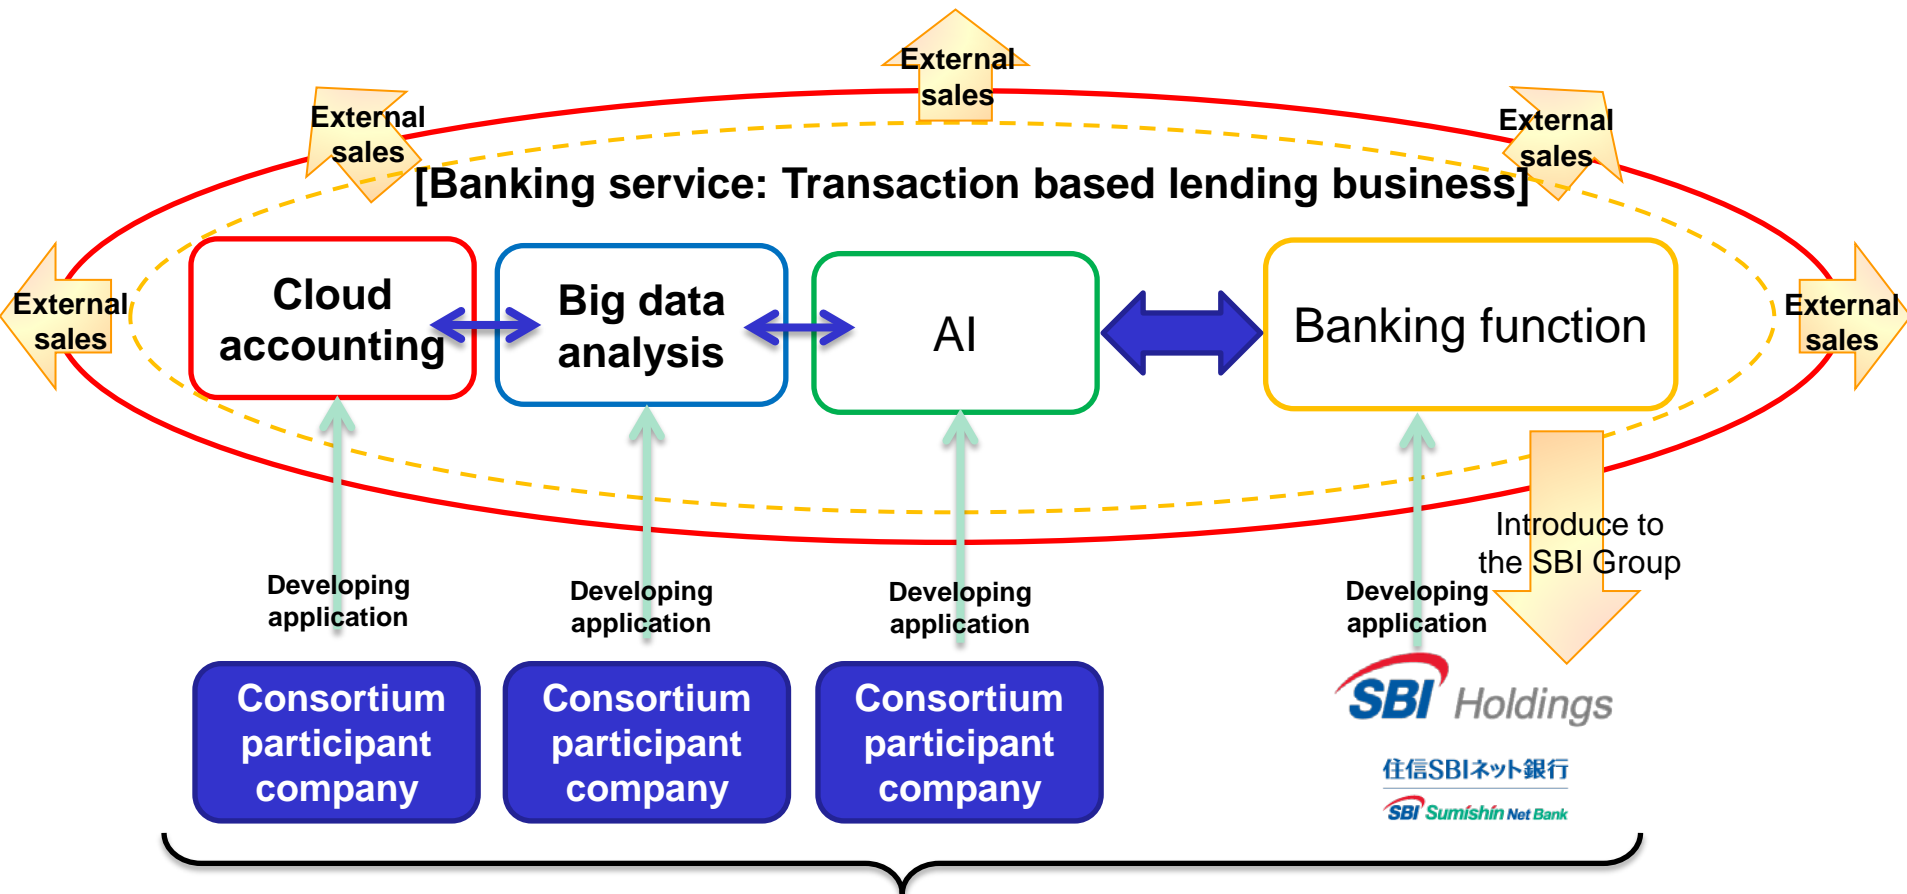 External
sales
External
sales
External
sales
[Banking service: Transaction based lending business]
External
sales
Cloud
accounting
Big data
analysis
AI
Banking function
External
sales
Introduce to
the SBI Group
Developing
application
Developing
application
Developing
application
Developing
application
Consortium
participant
company
Consortium
participant
company
Consortium
participant
company
SBI Holdings
住信SBIネット銀行
SBI Sumishin Net Bank